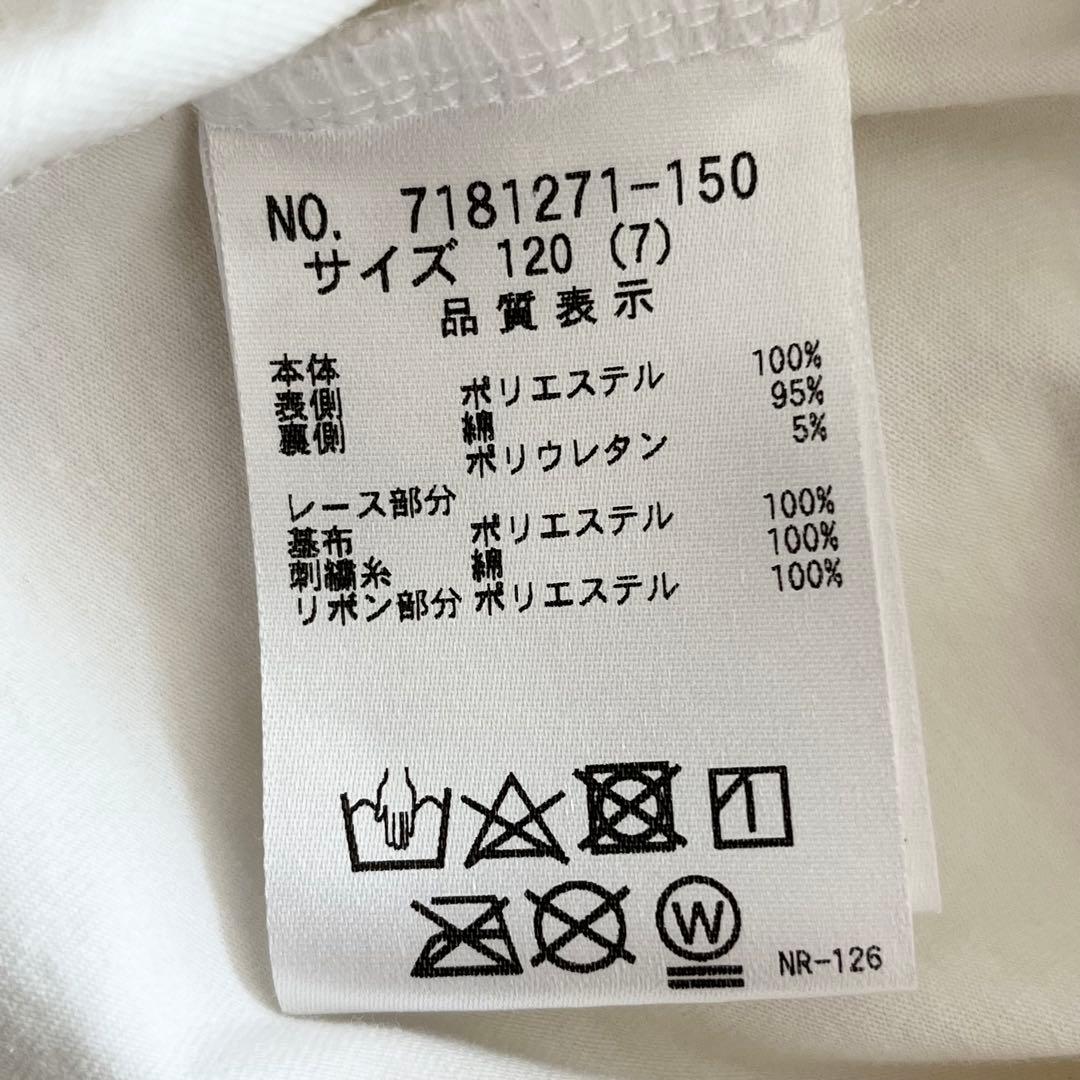 NO. 7181271-150
サイズ 120 (7)
品質表示
本体
表側 ポリエステル 100%
裏側 綿 95%
ポリウレタン 5%
レース部分
基布 ポリエステル 100%
刺繍糸 綿 100%
リボン部分 ポリエステル 100%
W
NR-126